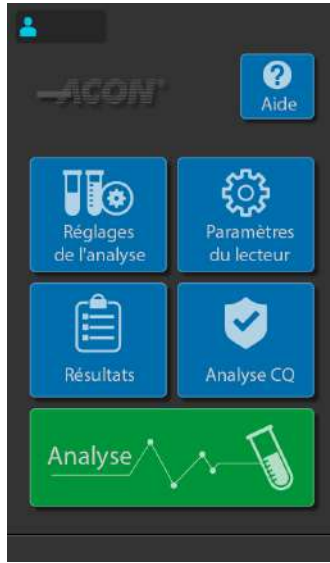 ACON®
?
Aide
Réglages
de l'analyse
Paramètres
du lecteur
Résultats
Analyse CQ
Analyse